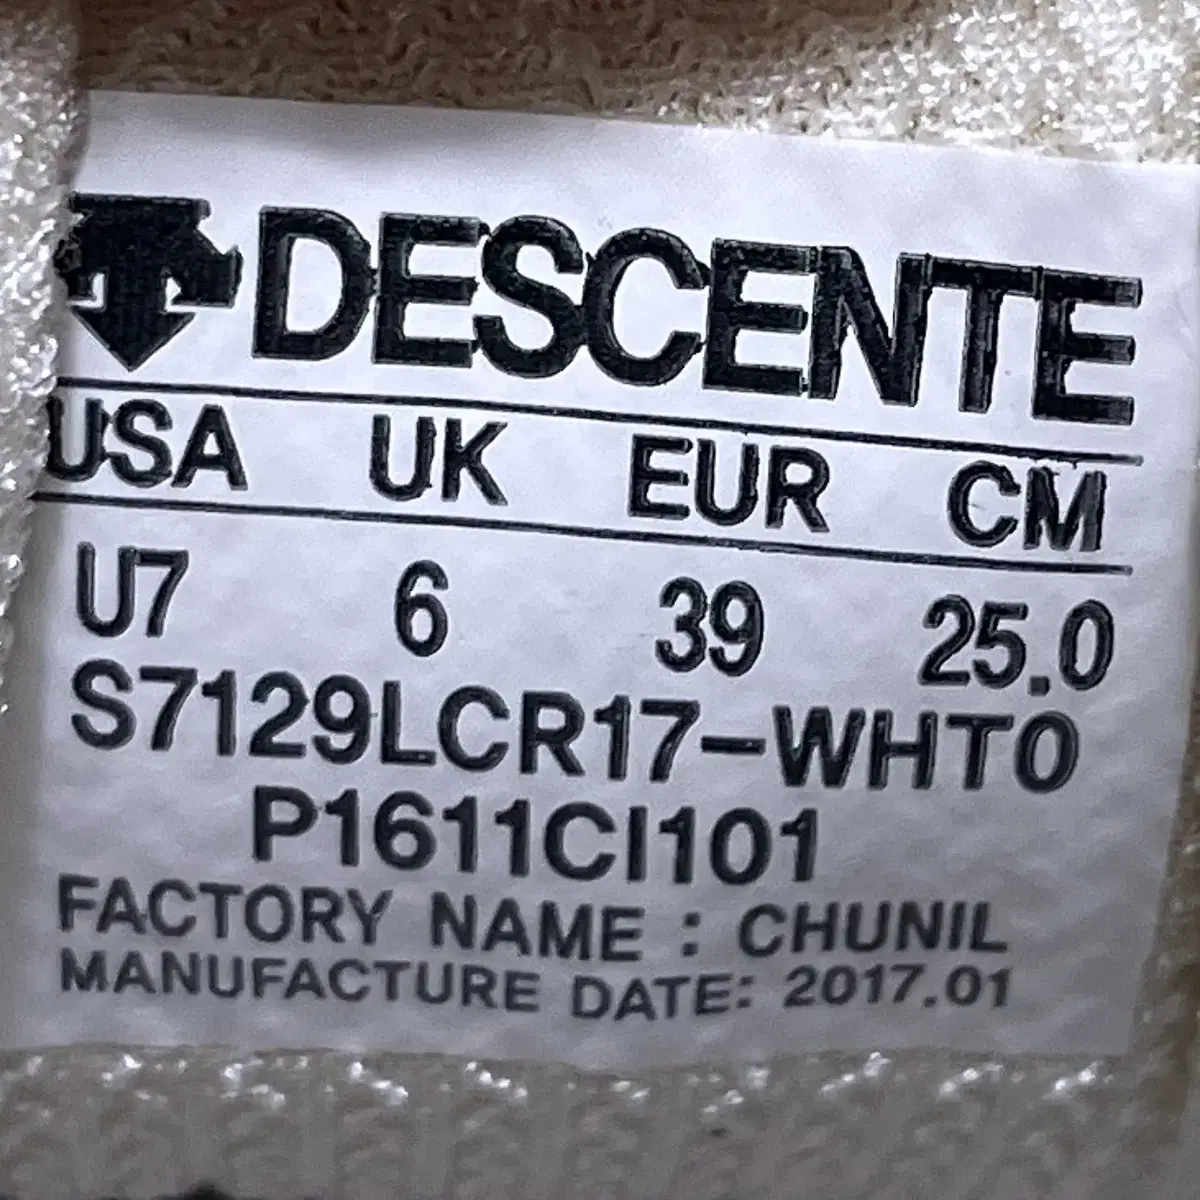 DESCENTE
USA UK EUR CM
U7 6 39 25.0
S7129LCR17-WHT0
P1611CI101
FACTORY NAME : CHUNIL
MANUFACTURE DATE: 2017.01